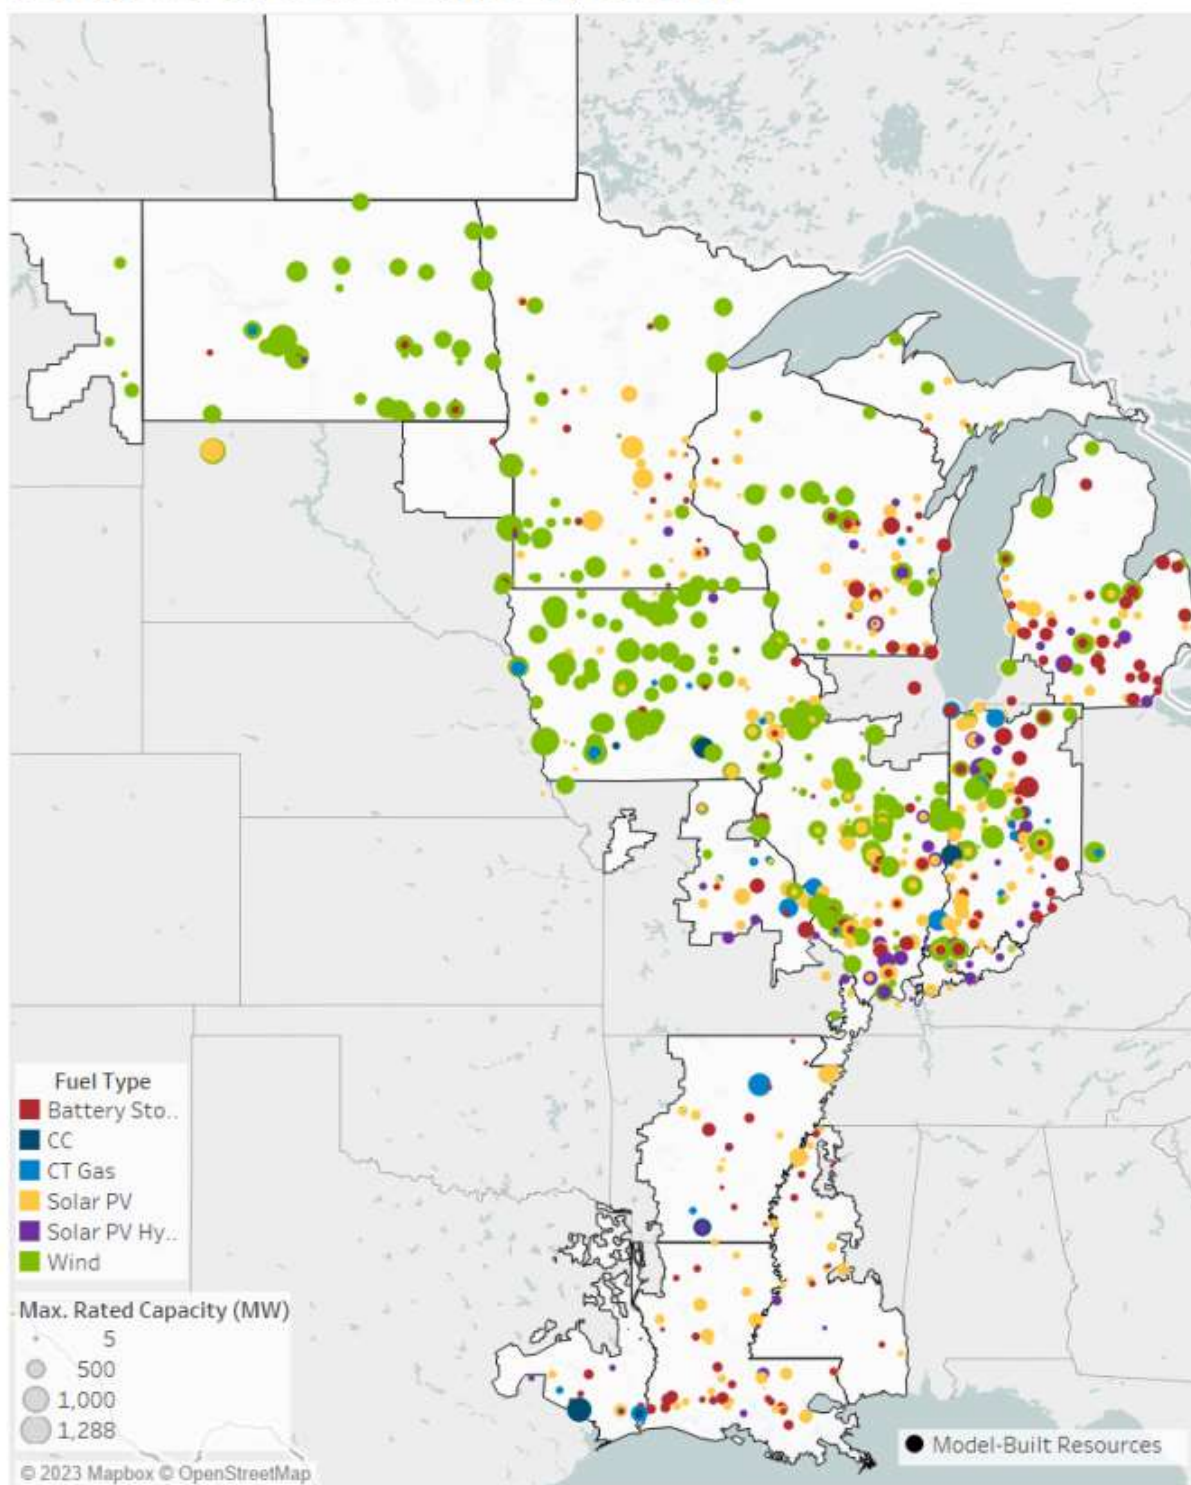 Fuel Type
Battery Sto..
CC
CT Gas
Solar PV
Solar PV Hy..
Wind
Max. Rated Capacity (MW)
5
500
1,000
1,288
© 2023 Mapbox © OpenStreetMap
Model-Built Resources